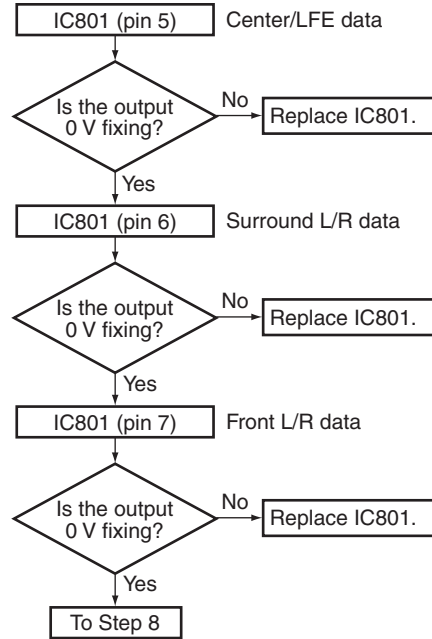 IC801 (pin 5)
Center/LFE data
Is the output
0 V fixing?
No
Replace IC801.
Yes
IC801 (pin 6)
Surround L/R data
Is the output
0 V fixing?
No
Replace IC801.
Yes
IC801 (pin 7)
Front L/R data
Is the output
0 V fixing?
No
Replace IC801.
Yes
To Step 8